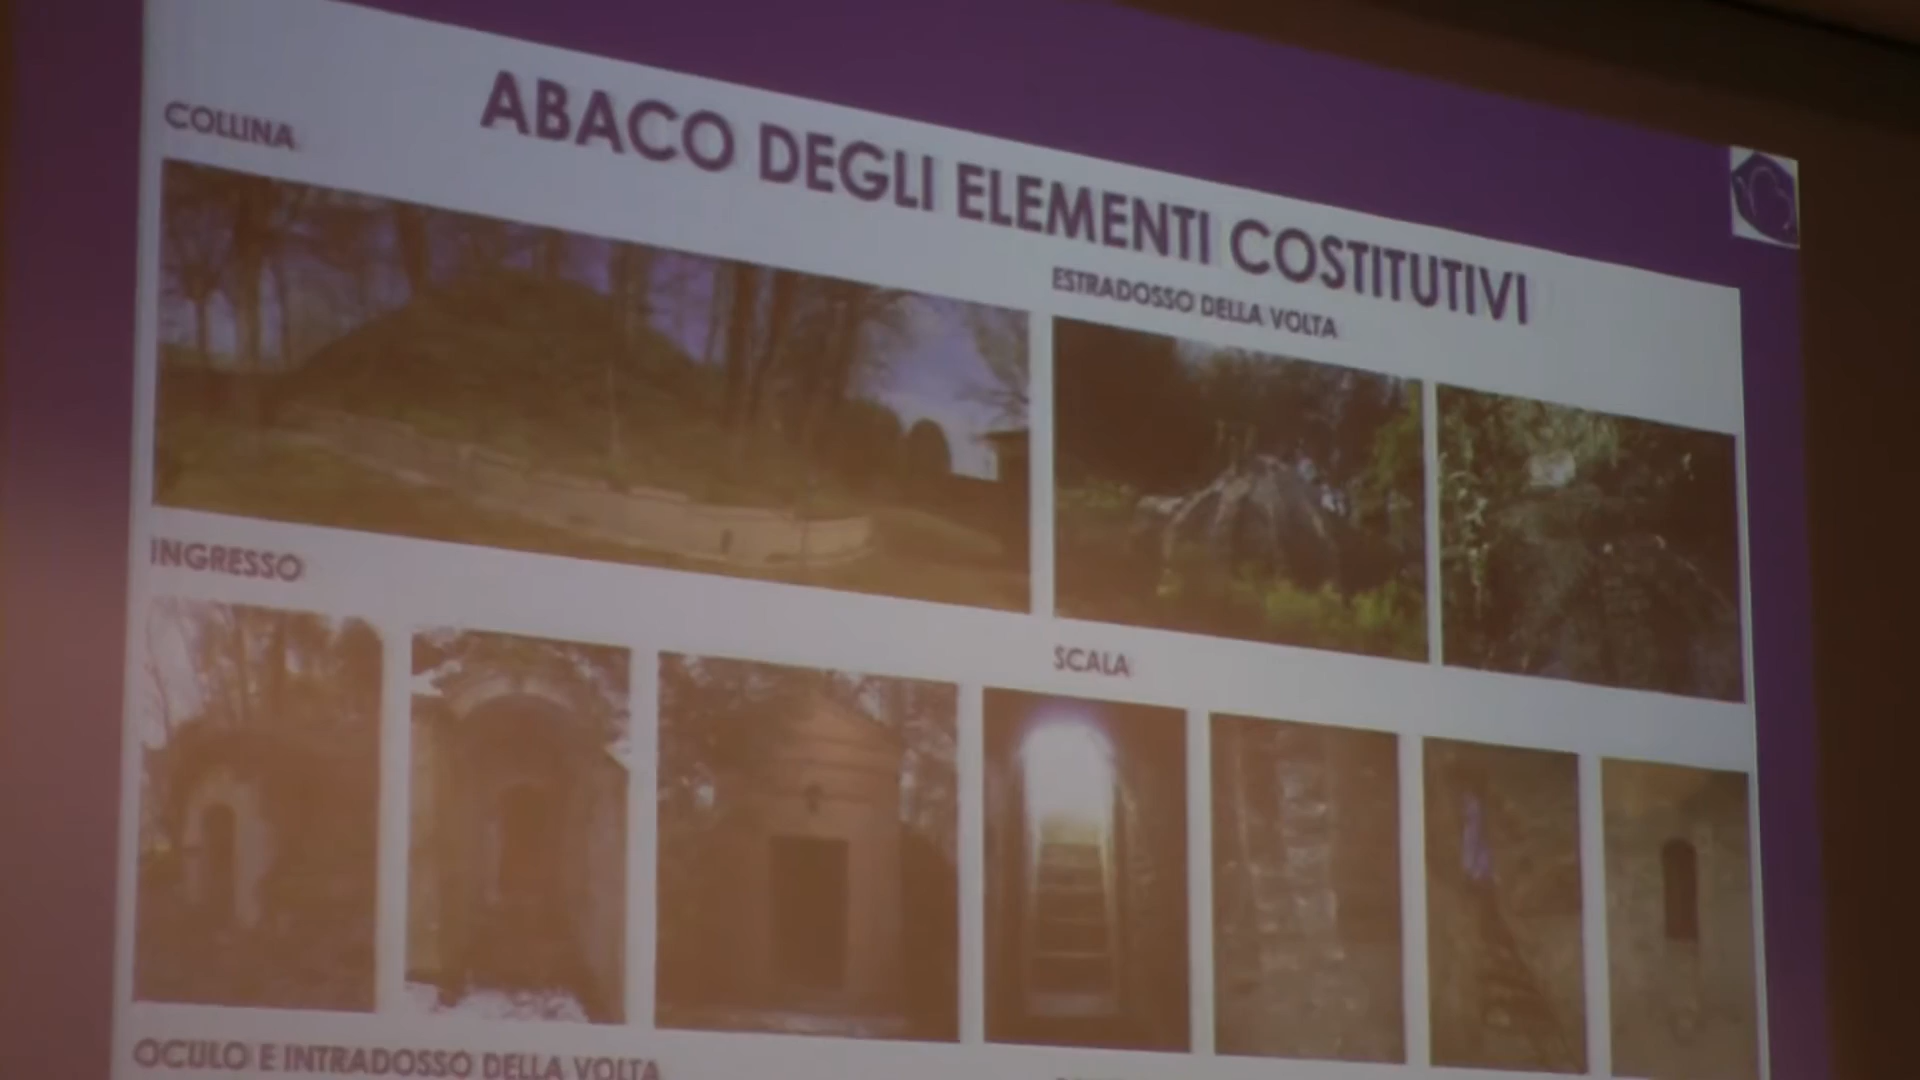 ABACO DEGLI ELEMENTI COSTITUTIVI
COLLINA
ESTRADOSSO DELLA VOLTA
INGRESSO
SCALA
OCULO E INTRADOSSO DELLA VOLTA